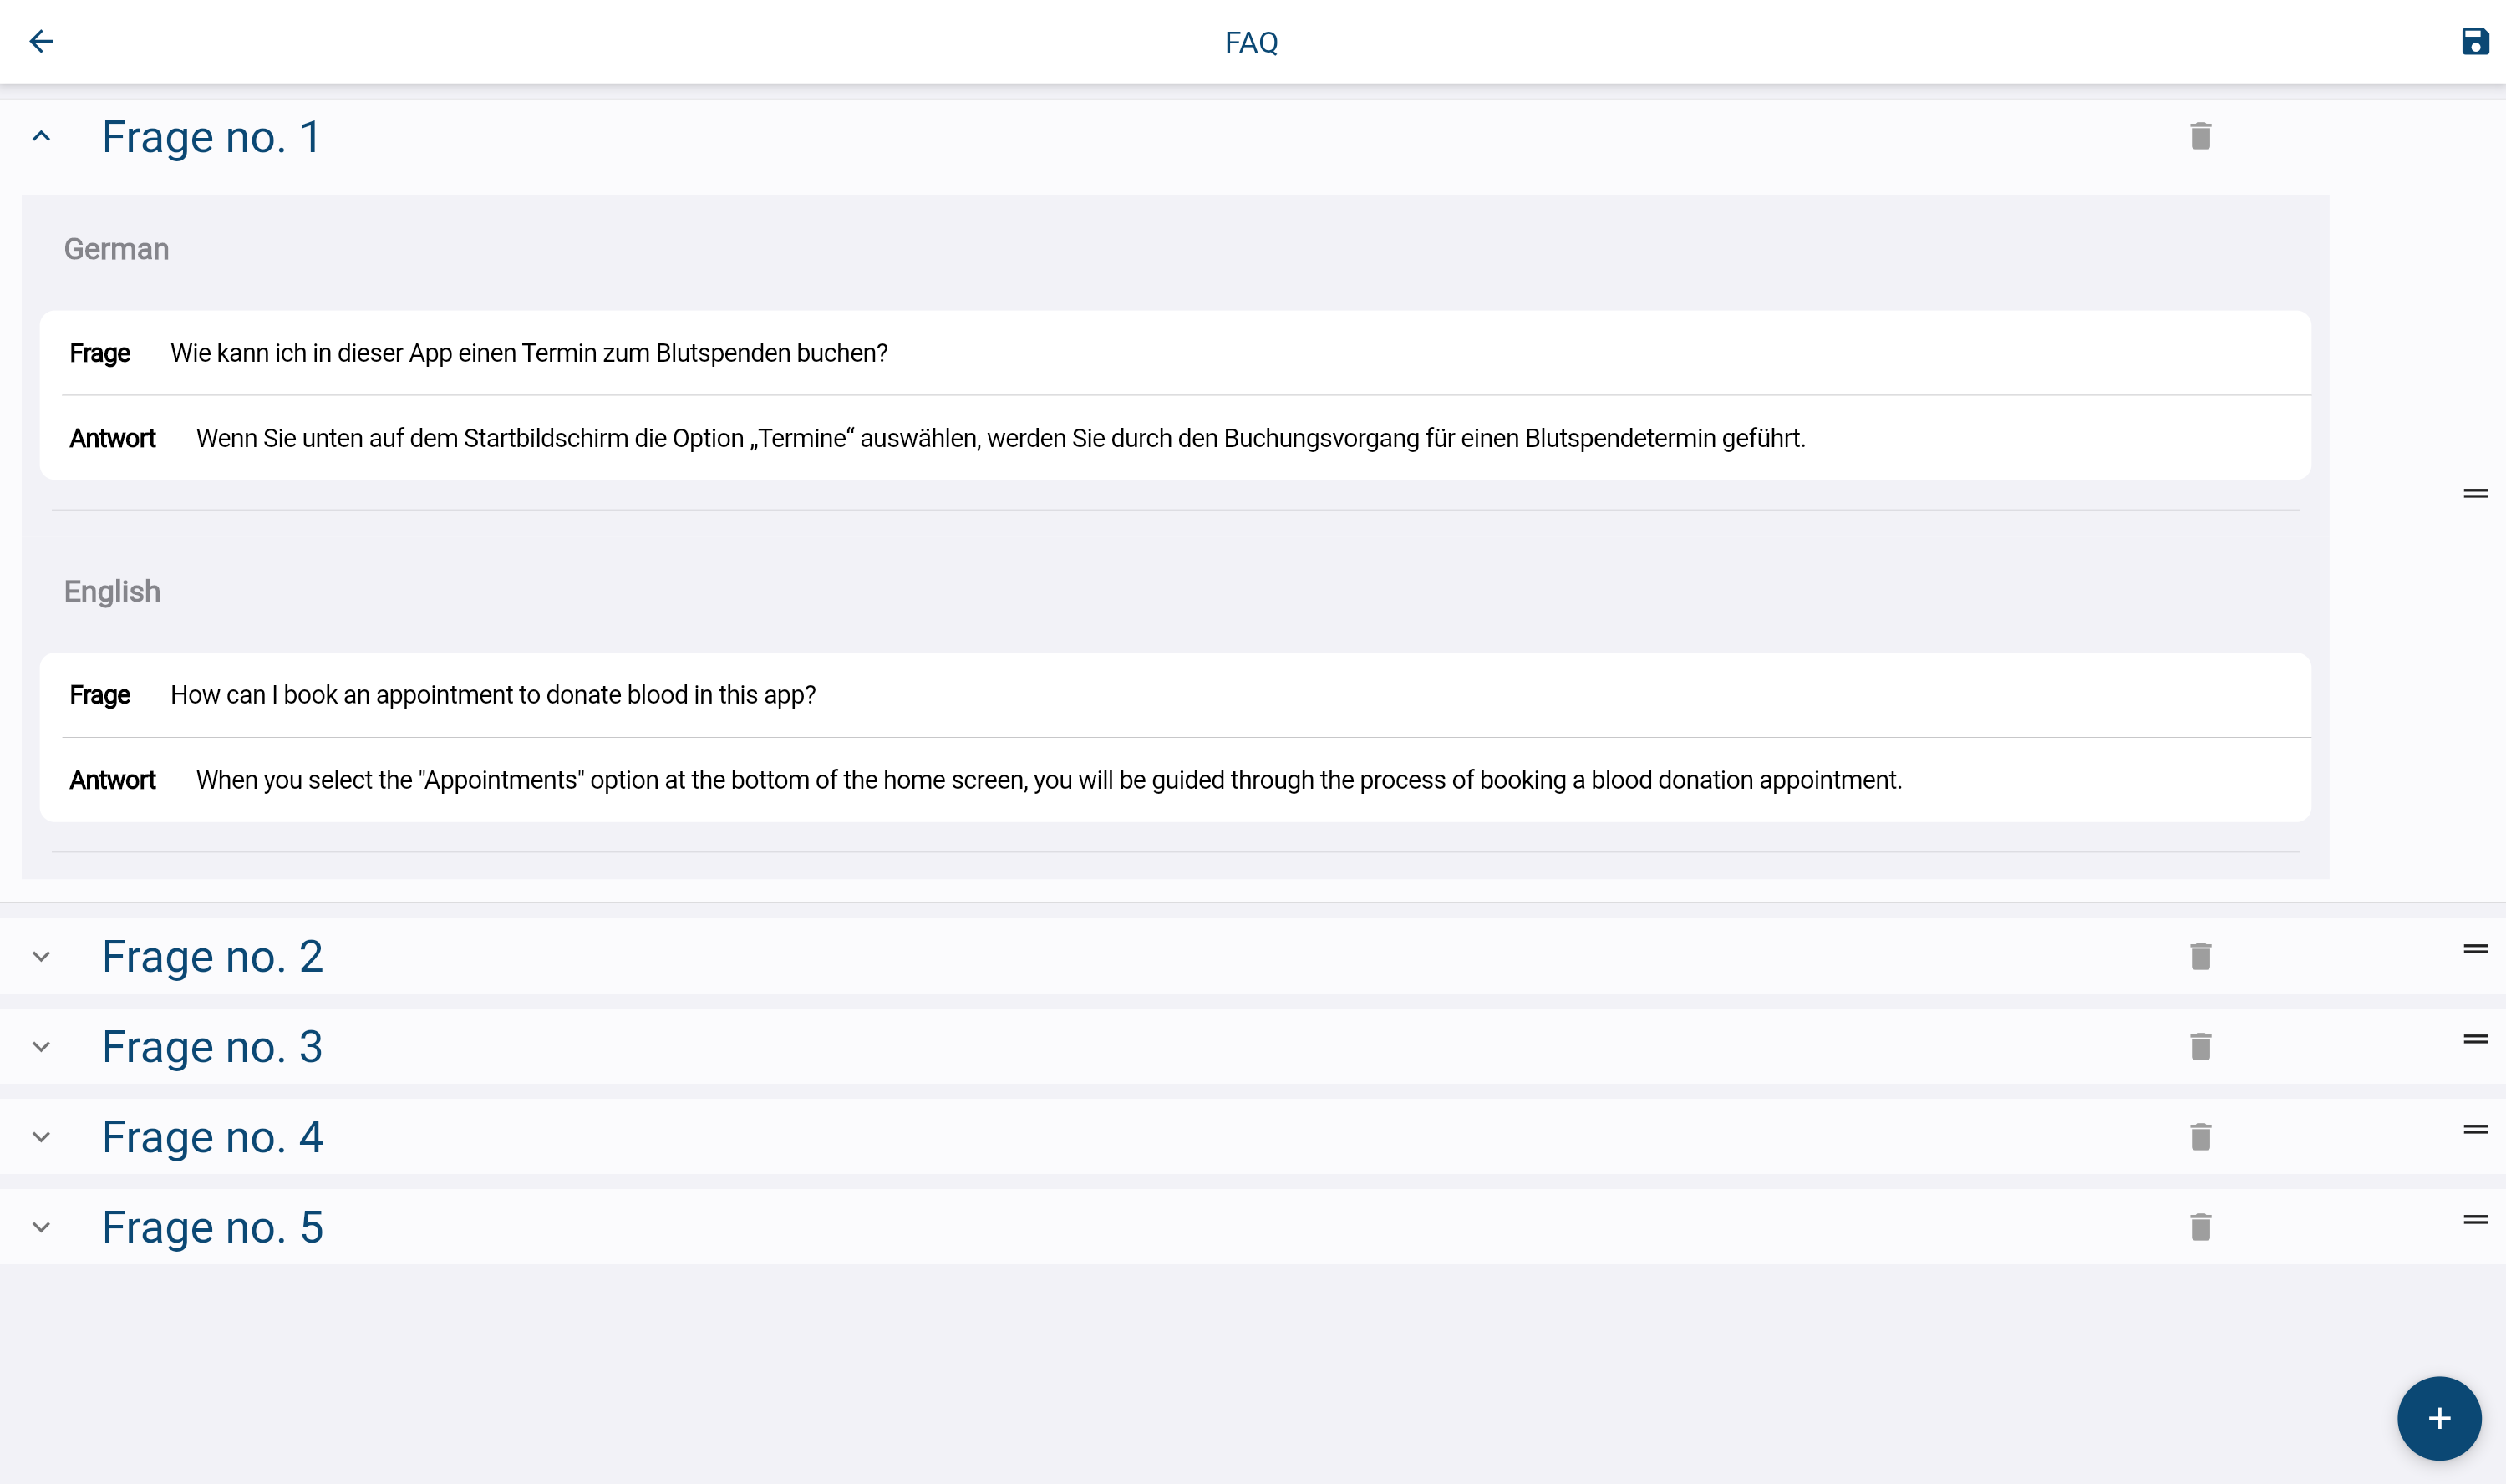 FAQ
Frage no. 1
German
Frage Wie kann ich in dieser App einen Termin zum Blutspenden buchen?
Antwort Wenn Sie unten auf dem Startbildschirm die Option „Termine“ auswählen, werden Sie durch den Buchungsvorgang für einen Blutspendetermin geführt.
English
Frage How can I book an appointment to donate blood in this app?
Antwort When you select the "Appointments" option at the bottom of the home screen, you will be guided through the process of booking a blood donation appointment.
Frage no. 2
Frage no. 3
Frage no. 4
Frage no. 5